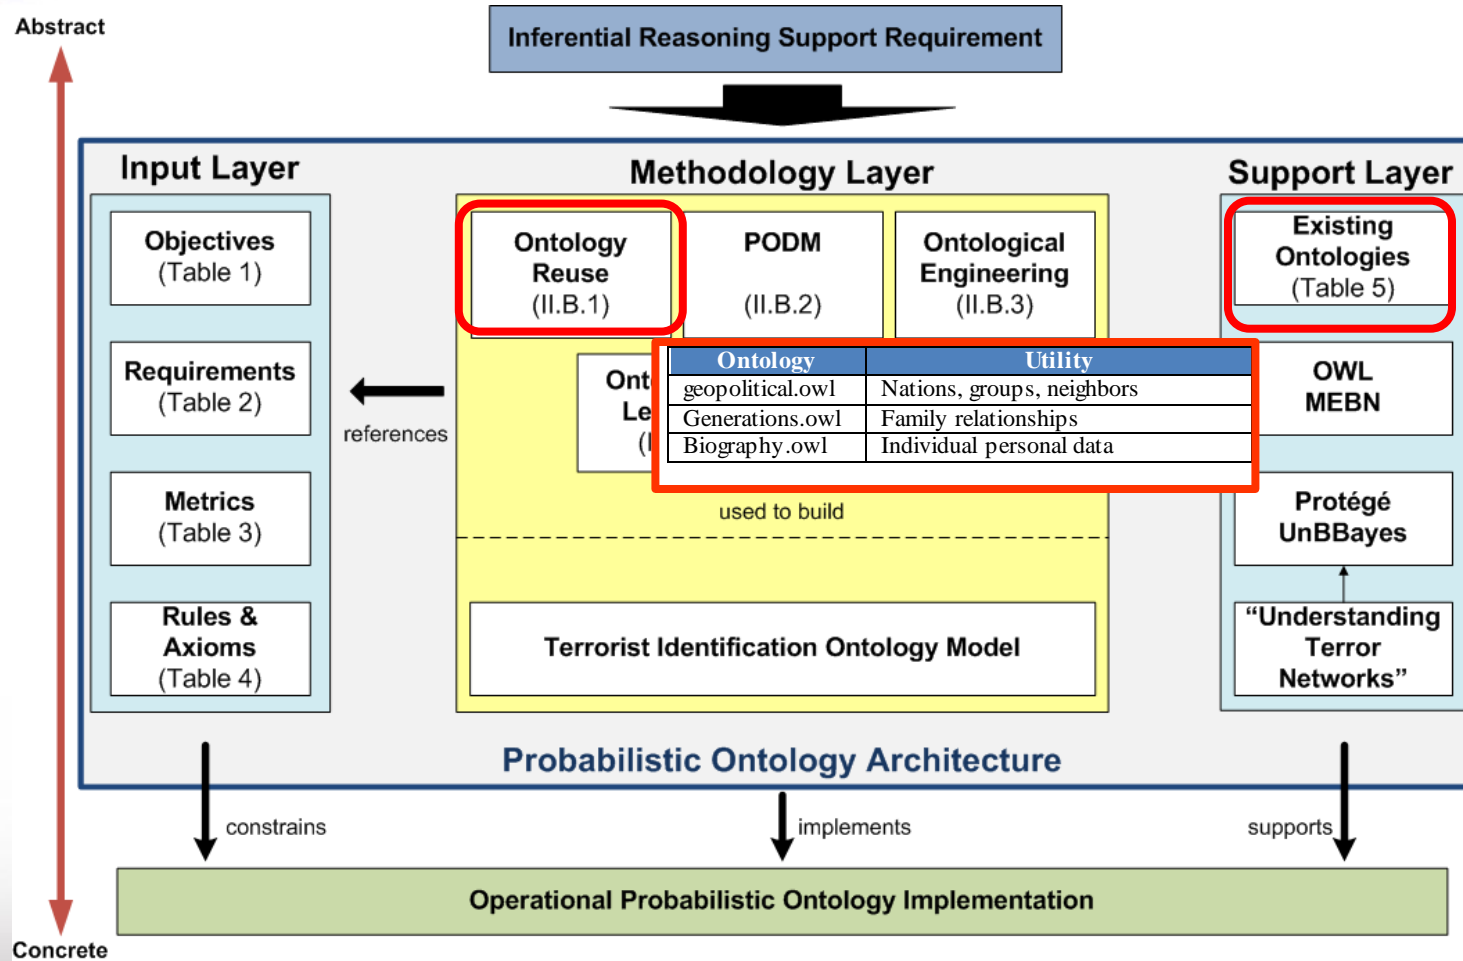 Abstract
Inferential Reasoning Support Requirement
Input Layer
Methodology Layer
Support Layer
Objectives
(Table 1)
Requirements
(Table 2)
Metrics
(Table 3)
Rules &
Axioms
(Table 4)
references
Ontology
Reuse
(II.B.1)
PODM
(II.B.2)
Ontological
Engineering
(II.B.3)
Ontology Utility
geopolitical.owl Nations, groups, neighbors
Generations.owl Family relationships
Biography.owl Individual personal data
used to build
Terrorist Identification Ontology Model
Existing
Ontologies
(Table 5)
OWL
MEBN
Protégé
UnBBayes
“Understanding
Terror
Networks”
Probabilistic Ontology Architecture
constrains
implements
supports
Operational Probabilistic Ontology Implementation
Concrete